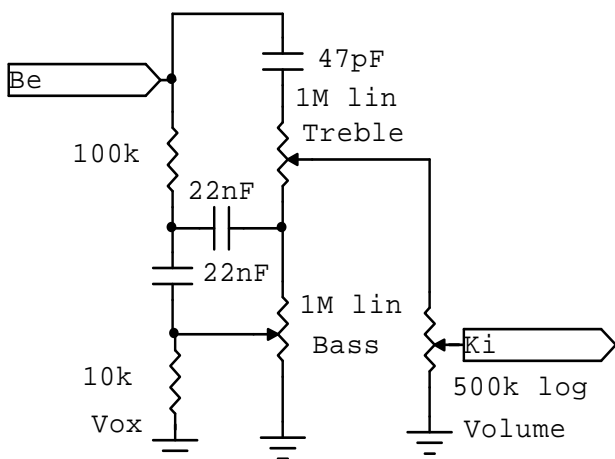 Be
47pF
1M lin
Treble
100k
22nF
22nF
1M lin
Bass
10k
Vox
Ki
500k log
Volume